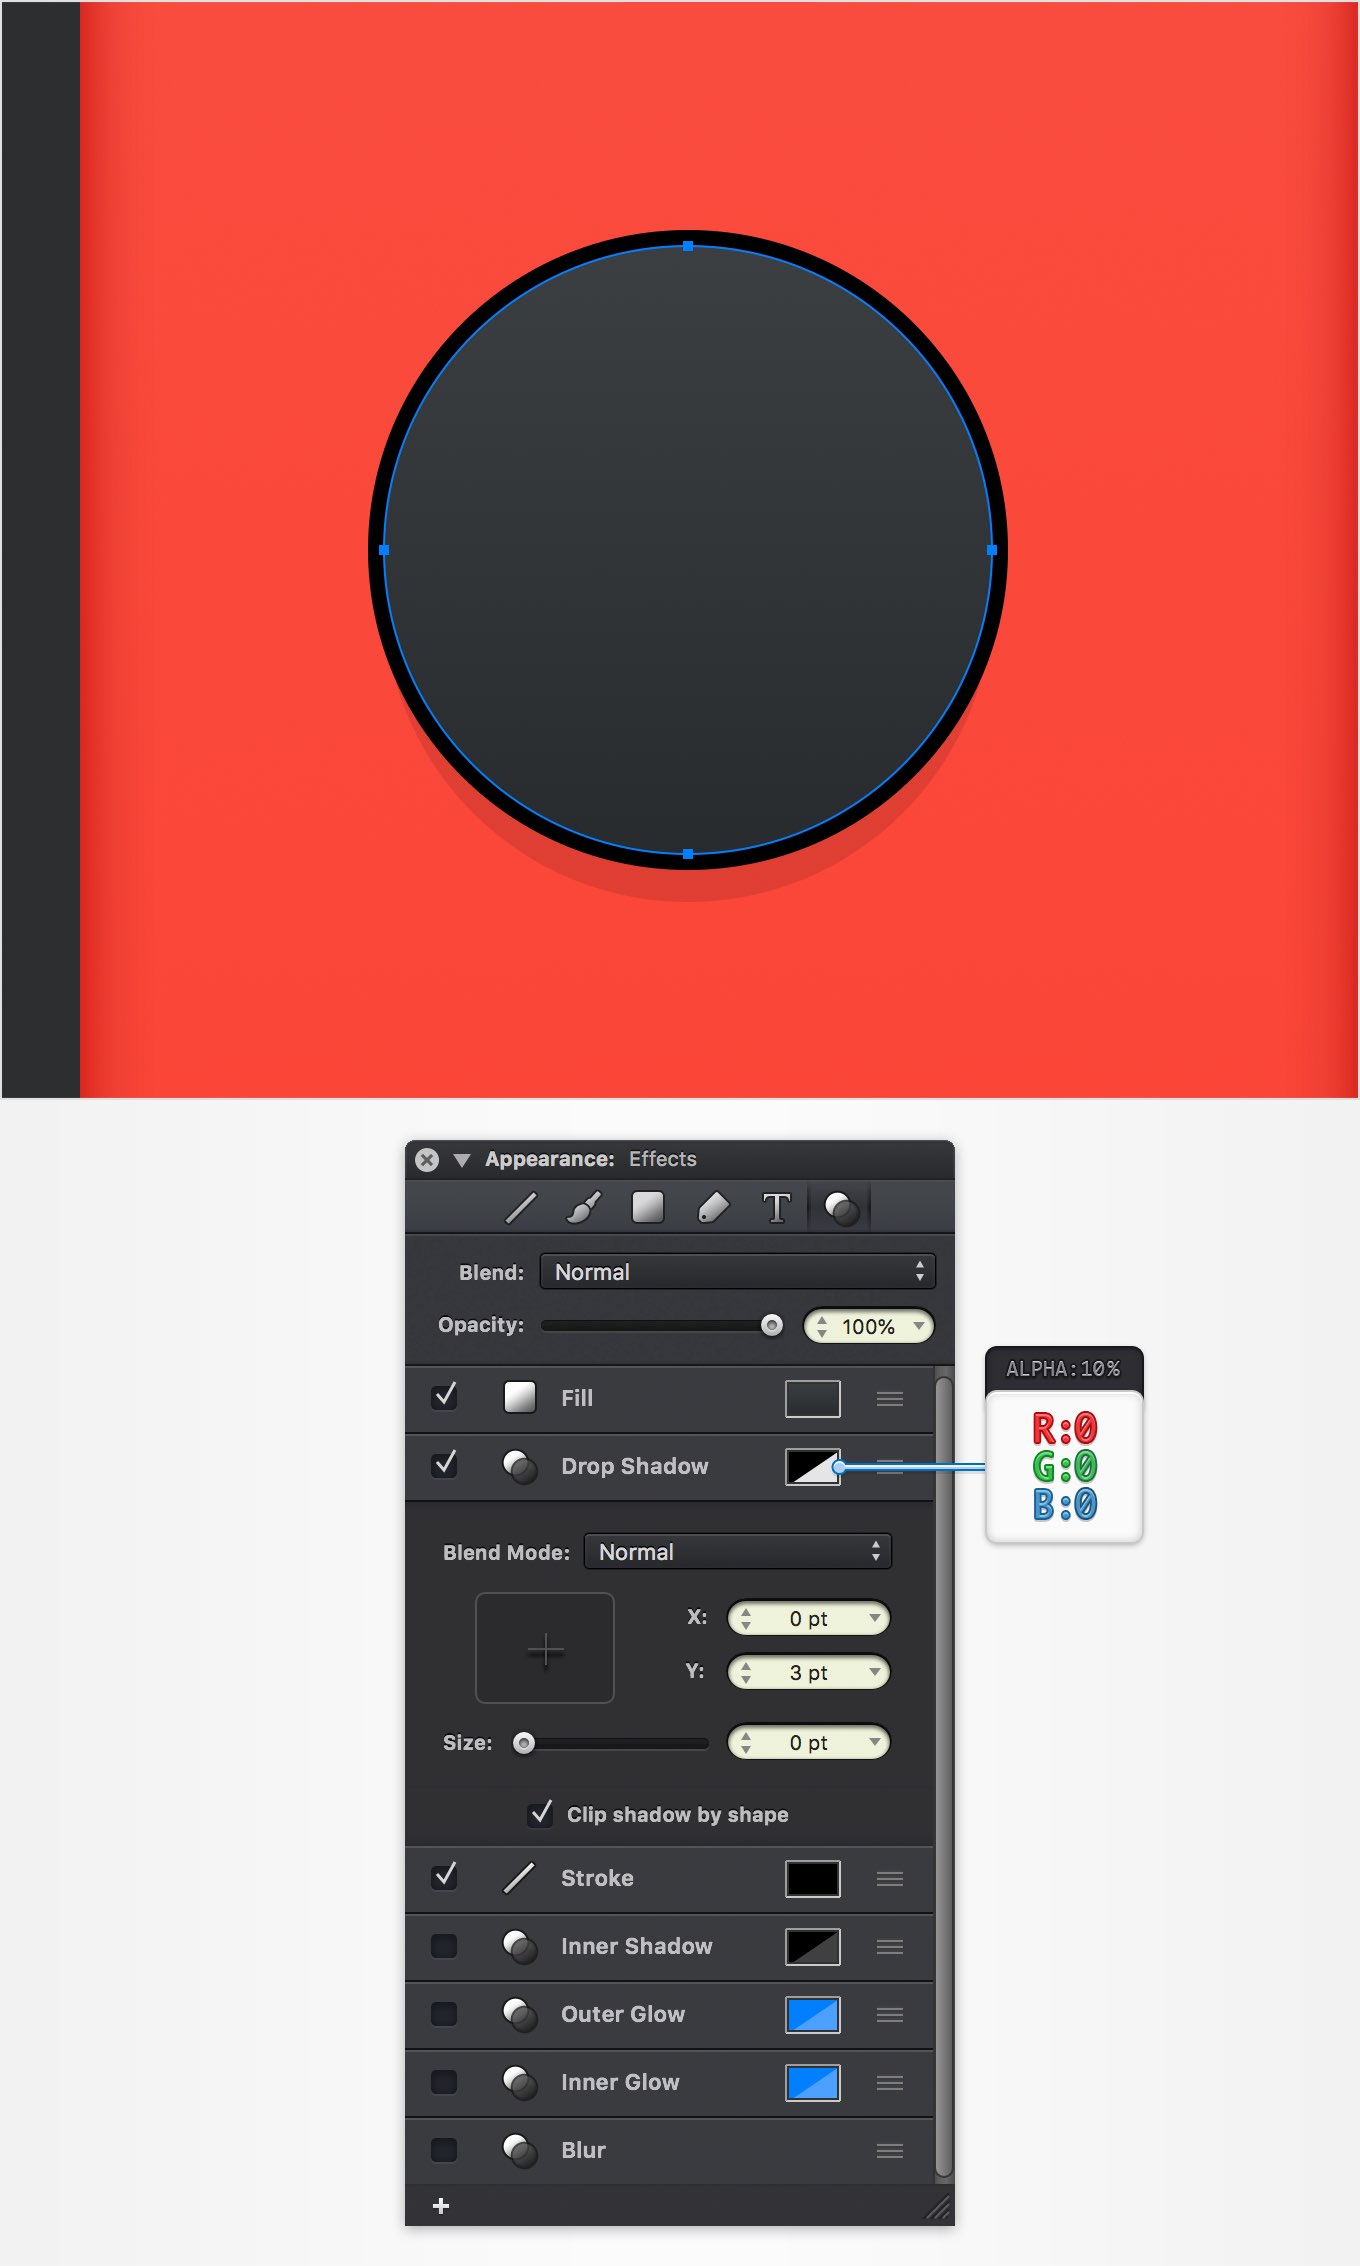 Appearance: Effects
T
Blend: Normal
Opacity: 100%
Fill
ALPHA:10%
R:0
G:0
B:0
Drop Shadow
Blend Mode: Normal
X: 0 pt
Y: 3 pt
Size: 0 pt
Clip shadow by shape
Stroke
Inner Shadow
Outer Glow
Inner Glow
Blur